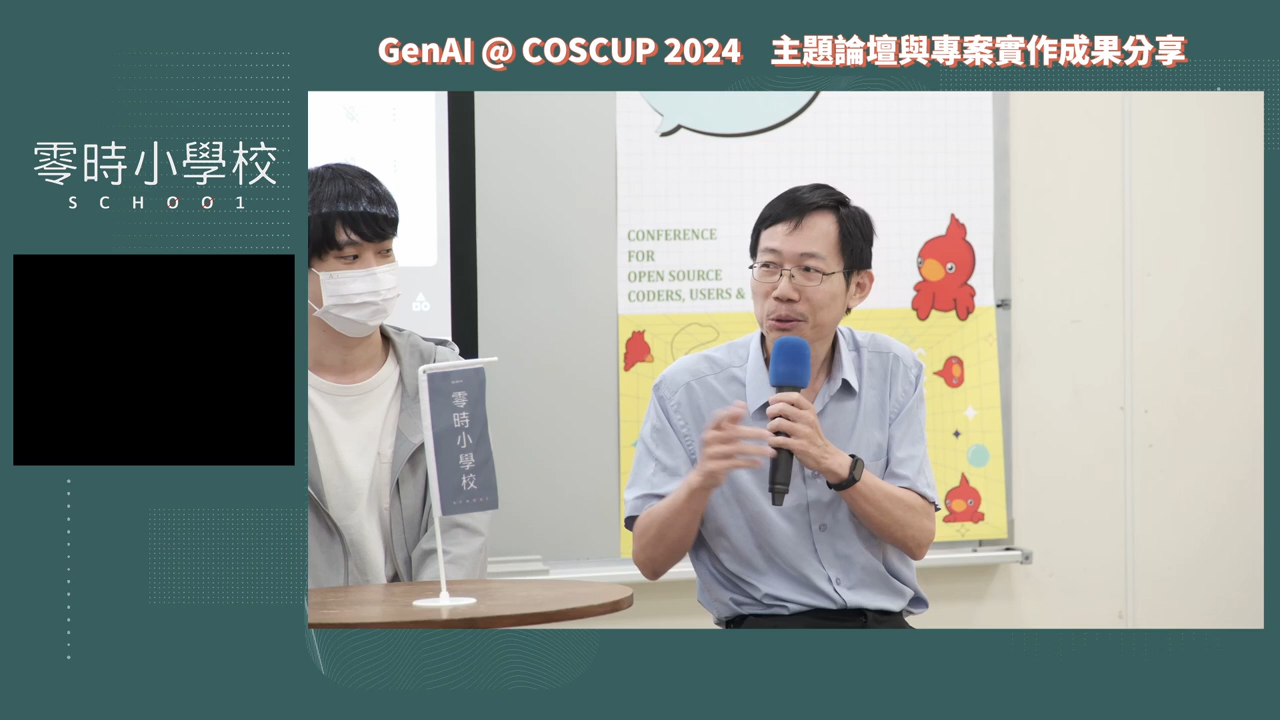 GenAI @ COSCUP 2024 主題論壇與專案實作成果分享
零時小學校
SCHOO1
CONFERENCE
FOR
OPEN SOURCE
CODERS, USERS &
零時小學校